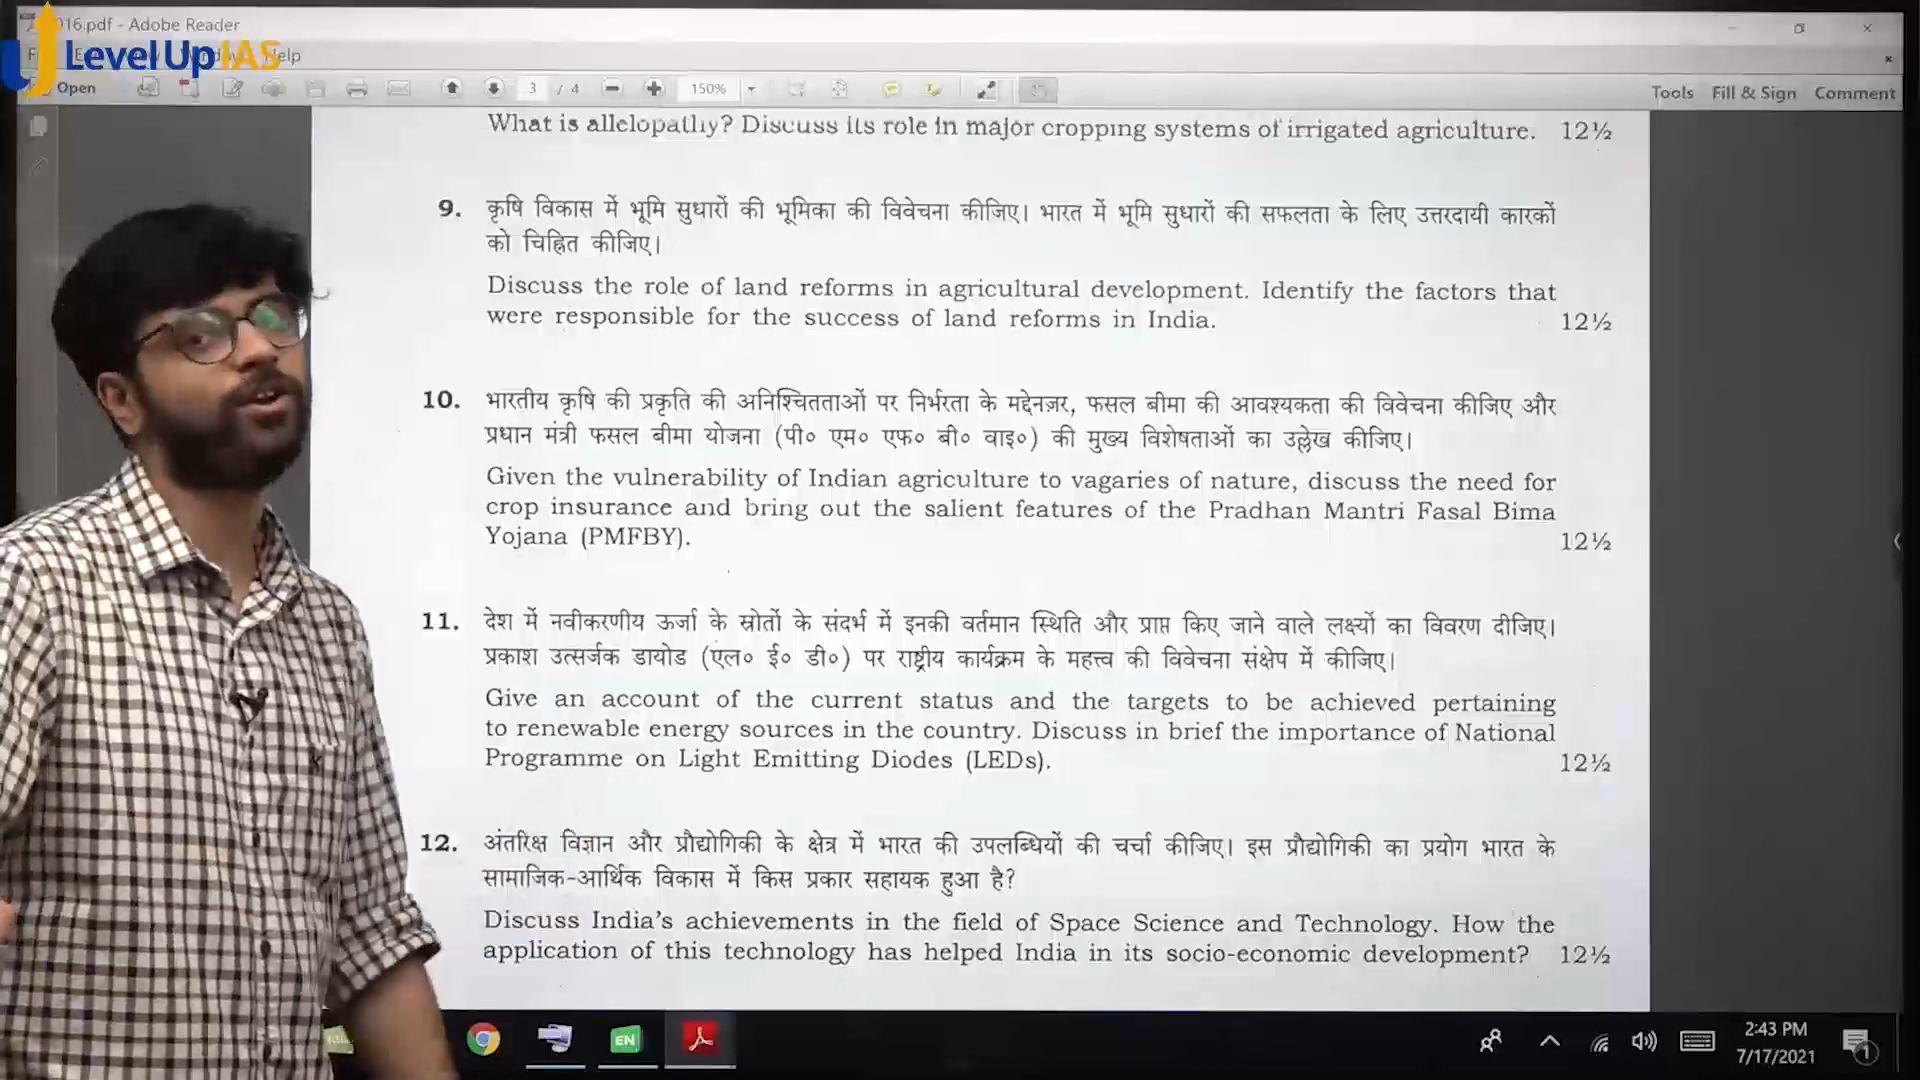 016.pdf - Adobe Reader
Level Up IAS
Help
Open
3 / 4
150%
Tools Fill & Sign Comment
What is allelopathy? Discuss its role in major cropping systems of irrigated agriculture. 12½
9. कृषि विकास में भूमि सुधारों की भूमिका की विवेचना कीजिए। भारत में भूमि सुधारों की सफलता के लिए उत्तरदायी कारकों
को चिह्नित कीजिए।
Discuss the role of land reforms in agricultural development. Identify the factors that
were responsible for the success of land reforms in India. 12½
10. भारतीय कृषि की प्रकृति की अनिश्चितताओं पर निर्भरता के मद्देनज़र, फसल बीमा की आवश्यकता की विवेचना कीजिए और
प्रधान मंत्री फसल बीमा योजना (पी० एम० एफ० बी० वाइ०) की मुख्य विशेषताओं का उल्लेख कीजिए।
Given the vulnerability of Indian agriculture to vagaries of nature, discuss the need for
crop insurance and bring out the salient features of the Pradhan Mantri Fasal Bima
Yojana (PMFBY). 12½
11. देश में नवीकरणीय ऊर्जा के स्रोतों के संदर्भ में इनकी वर्तमान स्थिति और प्राप्त किए जाने वाले लक्ष्यों का विवरण दीजिए।
प्रकाश उत्सर्जक डायोड (एल० ई० डी०) पर राष्ट्रीय कार्यक्रम के महत्त्व की विवेचना संक्षेप में कीजिए।
Give an account of the current status and the targets to be achieved pertaining
to renewable energy sources in the country. Discuss in brief the importance of National
Programme on Light Emitting Diodes (LEDs). 12½
12. अंतरिक्ष विज्ञान और प्रौद्योगिकी के क्षेत्र में भारत की उपलब्धियों की चर्चा कीजिए। इस प्रौद्योगिकी का प्रयोग भारत के
सामाजिक-आर्थिक विकास में किस प्रकार सहायक हुआ है?
Discuss India's achievements in the field of Space Science and Technology. How the
application of this technology has helped India in its socio-economic development? 12½
EN
2:43 PM
7/17/2021
1